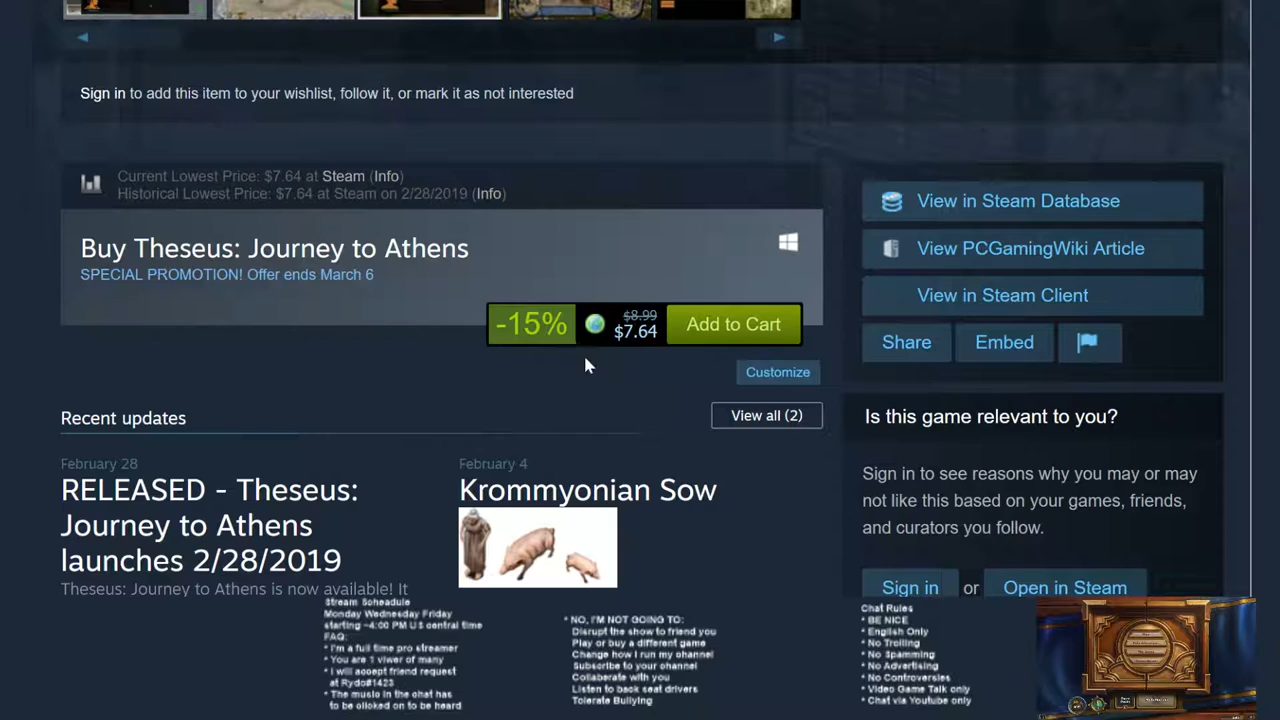 Sign in to add this item to your wishlist, follow it, or mark it as not interested
Current Lowest Price: $7.64 at Steam (Info)
Historical Lowest Price: $7.64 at Steam on 2/28/2019 (Info)
Buy Theseus: Journey to Athens
SPECIAL PROMOTION! Offer ends March 6
-15%
$8.99
$7.64
Add to Cart
Customize
View in Steam Database
View PCGamingWiki Article
View in Steam Client
Share
Embed
Recent updates
View all (2)
February 28
RELEASED - Theseus:
Journey to Athens
launches 2/28/2019
Theseus: Journey to Athens is now available! It
February 4
Krommyonian Sow
Is this game relevant to you?
Sign in to see reasons why you may or may
not like this based on your games, friends,
and curators you follow.
Sign in or Open in Steam
Stream Scheadule
Monday Wednesday Friday
starting ~4:00 PM US central time
FAQ:
* I'm a full time pro streamer
* You are 1 viwer of many
* I will accept friend request
at Rydo#1423
* The music in the chat has
to be clicked on to be heard
* NO, I'M NOT GOING TO:
Disrupt the show to friend you
Play or buy a different game
Change how I run my channel
Subscribe to your channel
Collaborate with you
Listen to back seat drivers
Tolerate Bullying
Chat Rules
* BE NICE
* English Only
* No Trolling
* No Spamming
* No Advertising
* No Controversies
* Video Game Talk only
* Chat via Youtube only